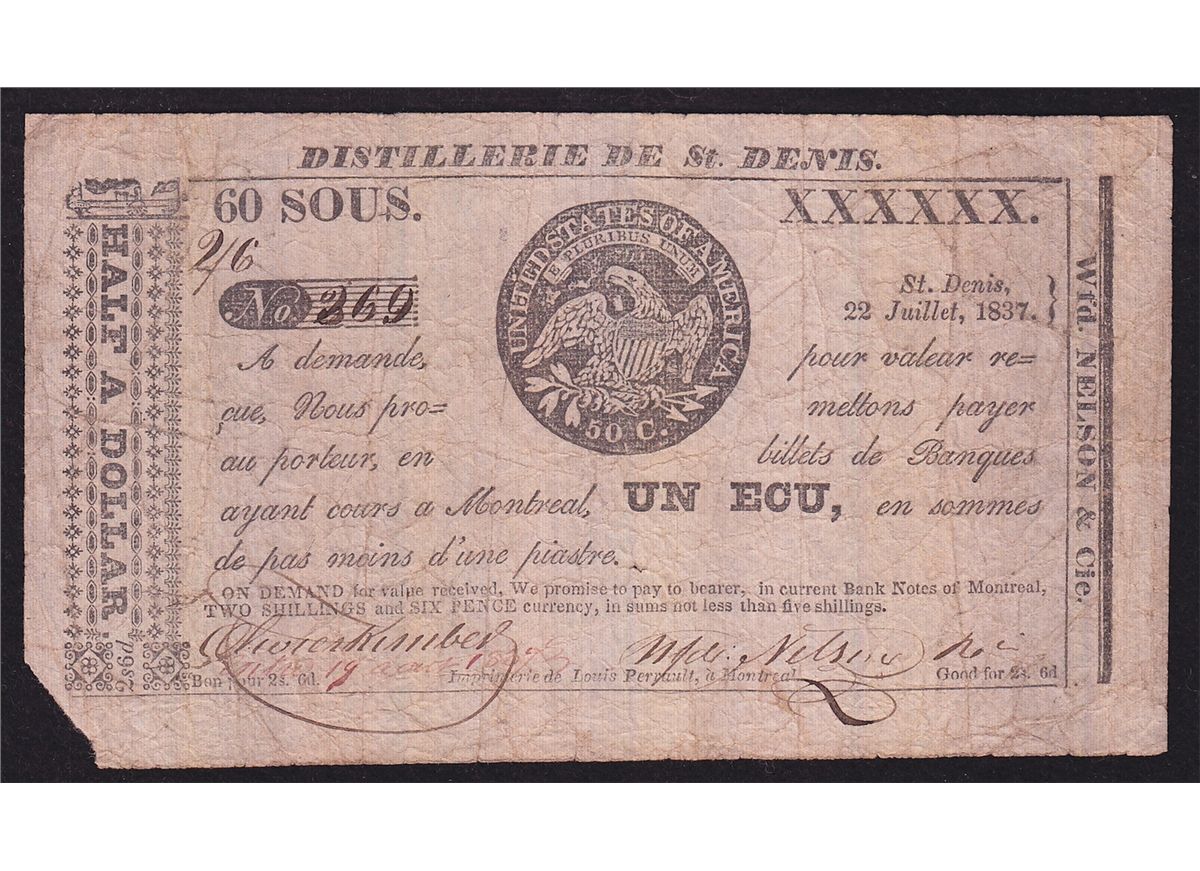 DISTILLERIE DE St. DENIS.
60 SOUS.
XXXXXX.
2/6
No. 269
UNITED STATES OF AMERICA
E PLURIBUS UNUM
50 C.
St. Denis,
22 Juillet, 1837.
A demande, pour valeur re=
çue, Nous pro= mettons payer
au porteur, en billets de Banques
ayant cours a Montreal, UN ECU, en sommes
de pas moins d'une piastre.
ON DEMAND for value received, We promise to pay to bearer, in current Bank Notes of Montreal,
TWO SHILLINGS and SIX PENCE currency, in sums not less than five shillings.
Kimber
Nelson
Bon pour 2s. 6d.
Imprimerie de Louis Perrault, à Montreal
Good for 2s. 6d
HALF A DOLLAR.
2s6d
Wfd. NELSON & Cie.